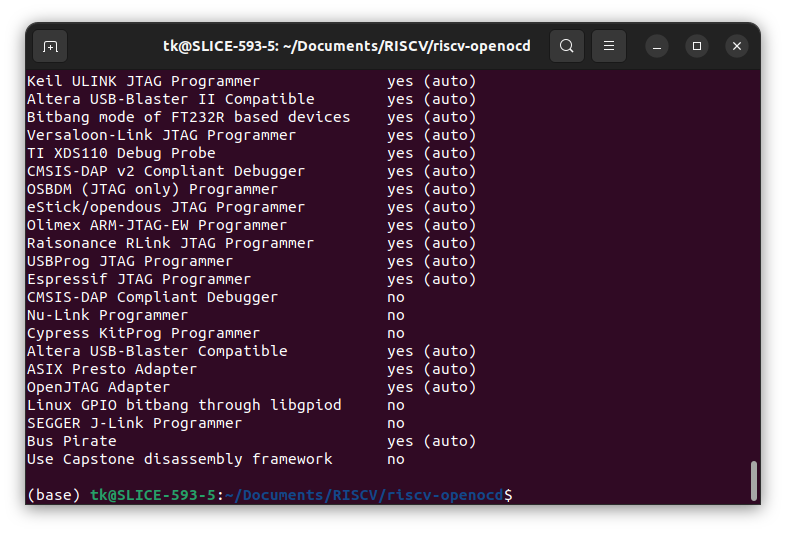 tk@SLICE-593-5: ~/Documents/RISCV/riscv-openocd
Keil ULINK JTAG Programmer yes (auto)
Altera USB-Blaster II Compatible yes (auto)
Bitbang mode of FT232R based devices yes (auto)
Versaloon-Link JTAG Programmer yes (auto)
TI XDS110 Debug Probe yes (auto)
CMSIS-DAP v2 Compliant Debugger yes (auto)
OSBDM (JTAG only) Programmer yes (auto)
eStick/opendous JTAG Programmer yes (auto)
Olimex ARM-JTAG-EW Programmer yes (auto)
Raisonance RLink JTAG Programmer yes (auto)
USBProg JTAG Programmer yes (auto)
Espressif JTAG Programmer yes (auto)
CMSIS-DAP Compliant Debugger no
Nu-Link Programmer no
Cypress KitProg Programmer no
Altera USB-Blaster Compatible yes (auto)
ASIX Presto Adapter yes (auto)
OpenJTAG Adapter yes (auto)
Linux GPIO bitbang through libgpiod no
SEGGER J-Link Programmer no
Bus Pirate yes (auto)
Use Capstone disassembly framework no
(base) tk@SLICE-593-5:~/Documents/RISCV/riscv-openocd$